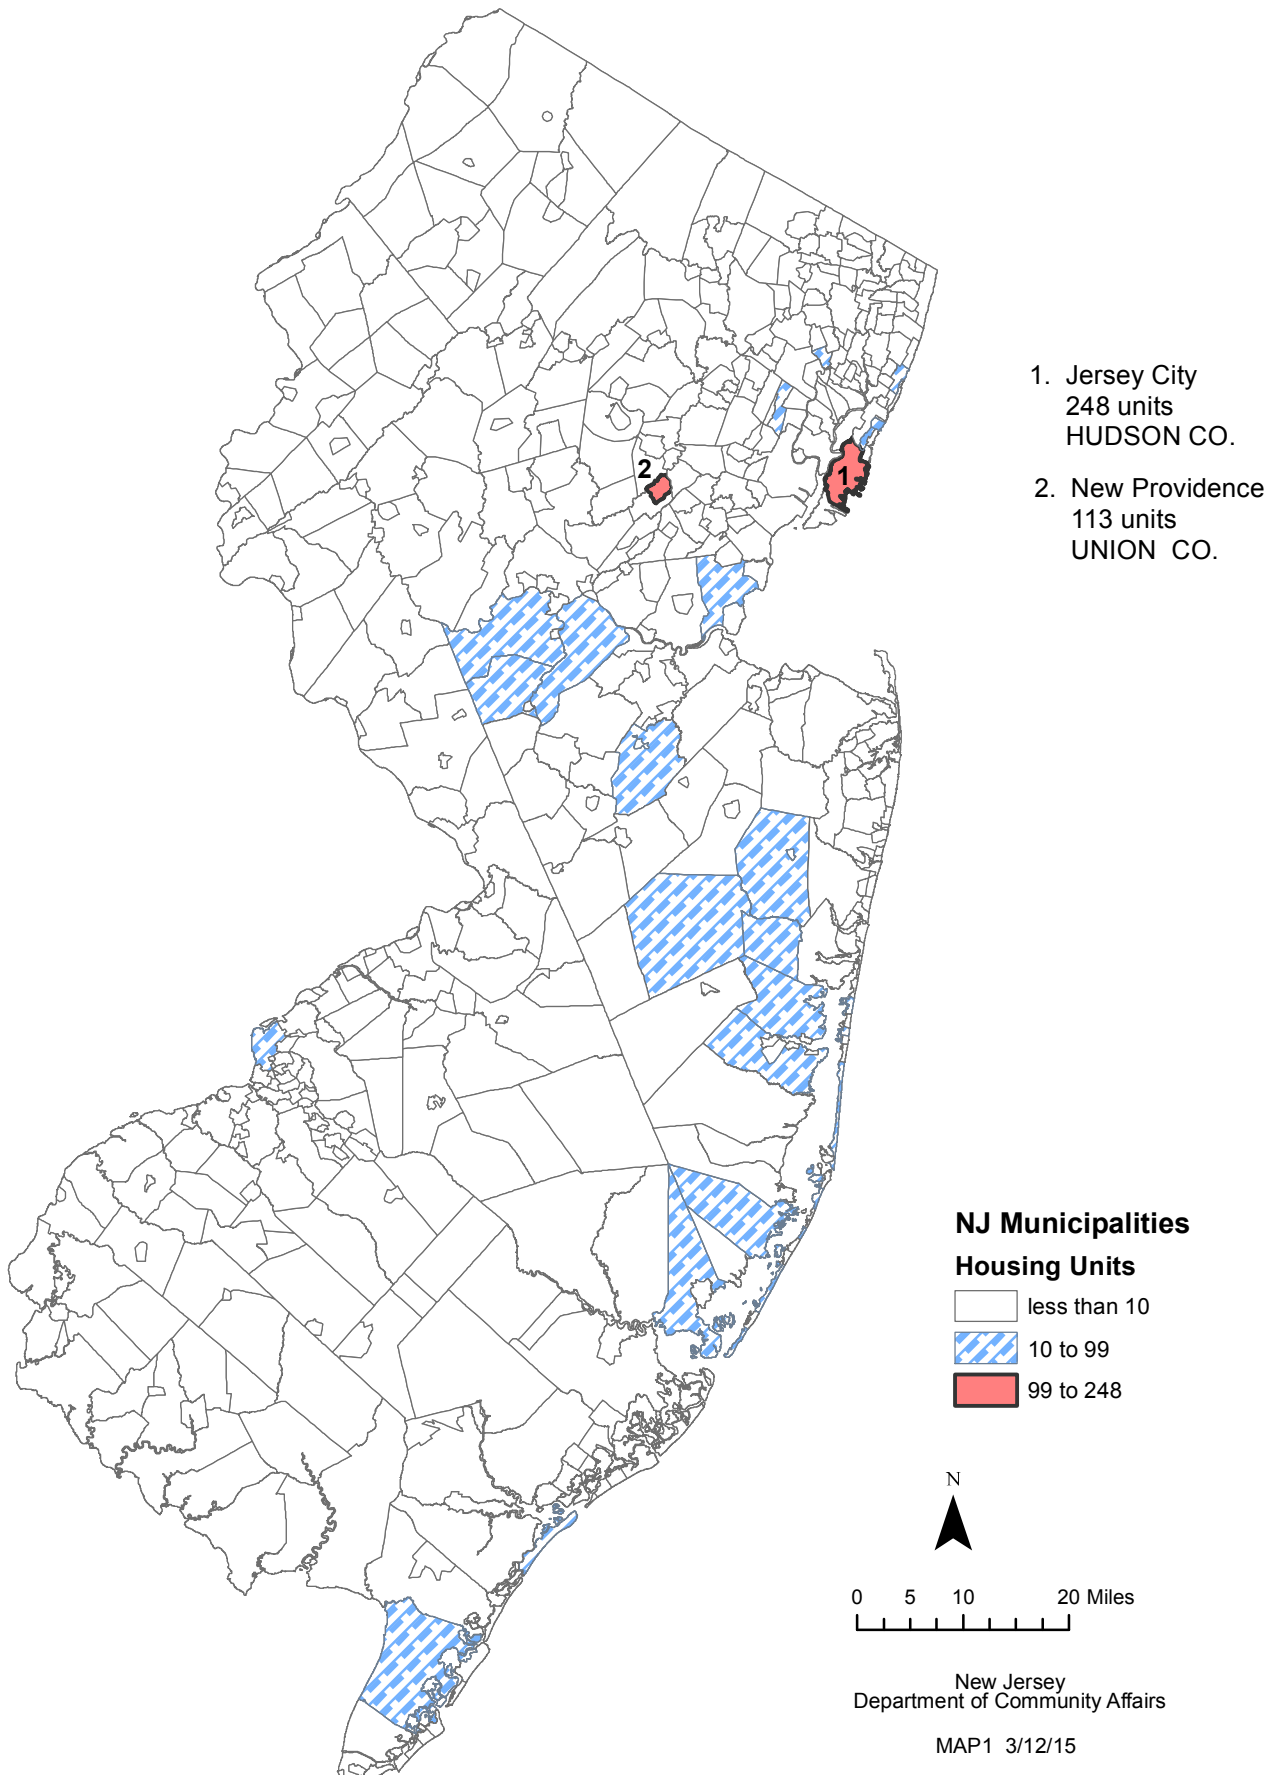 1. Jersey City
248 units
HUDSON CO.
2. New Providence
113 units
UNION CO.
2
1
NJ Municipalities
Housing Units
less than 10
10 to 99
99 to 248
N
0 5 10 20 Miles
New Jersey
Department of Community Affairs
MAP1 3/12/15